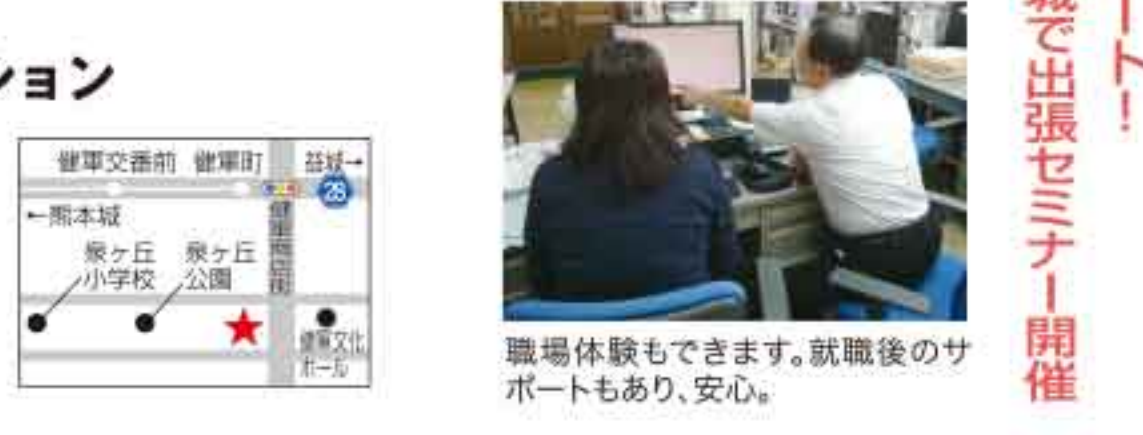 ート!
城で出張セミナー開催
ション
健軍交番前 健軍町 益城→
28
←熊本城
健軍商店街
泉ヶ丘
小学校
泉ヶ丘
公園
健軍文化
ホール
職場体験もできます。就職後のサ
ポートもあり、安心。